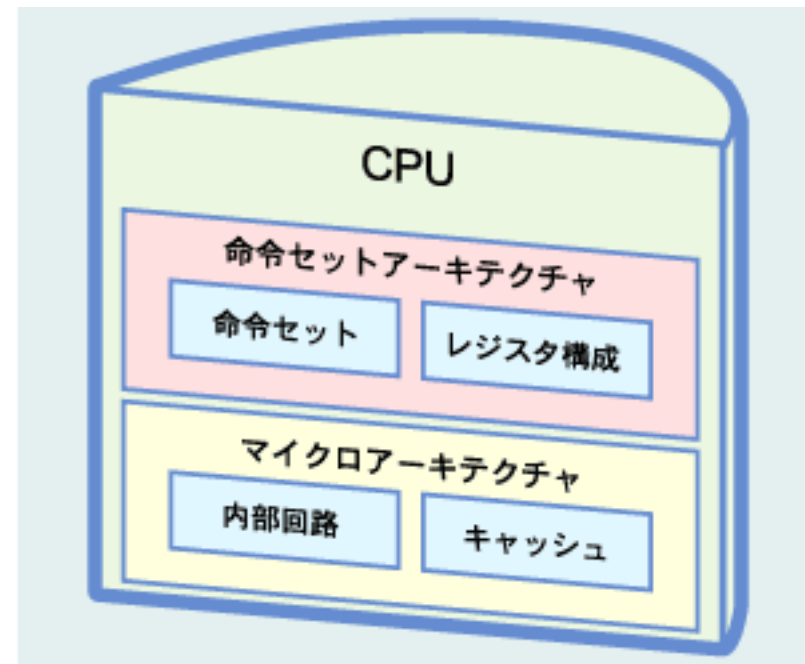 CPU
命令セットアーキテクチャ
命令セット
レジスタ構成
マイクロアーキテクチャ
内部回路
キャッシュ